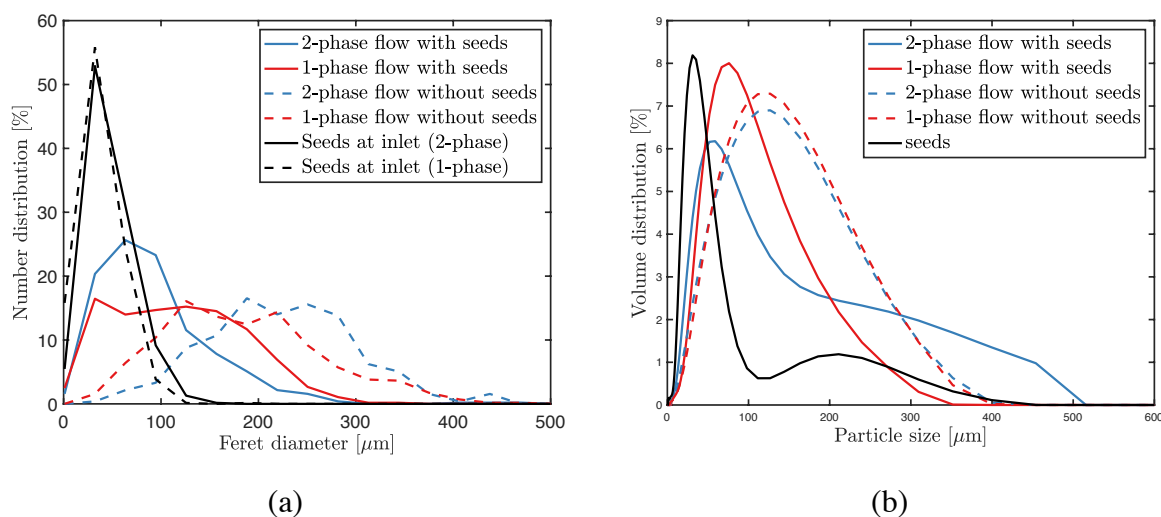 60
50
40
30
20
10
0
Number distribution [%]
2-phase flow with seeds
1-phase flow with seeds
2-phase flow without seeds
1-phase flow without seeds
Seeds at inlet (2-phase)
Seeds at inlet (1-phase)
0 100 200 300 400 500
Feret diameter [μm]
(a)
9
8
7
6
5
4
3
2
1
0
Volume distribution [%]
2-phase flow with seeds
1-phase flow with seeds
2-phase flow without seeds
1-phase flow without seeds
seeds
0 100 200 300 400 500 600
Particle size [μm]
(b)